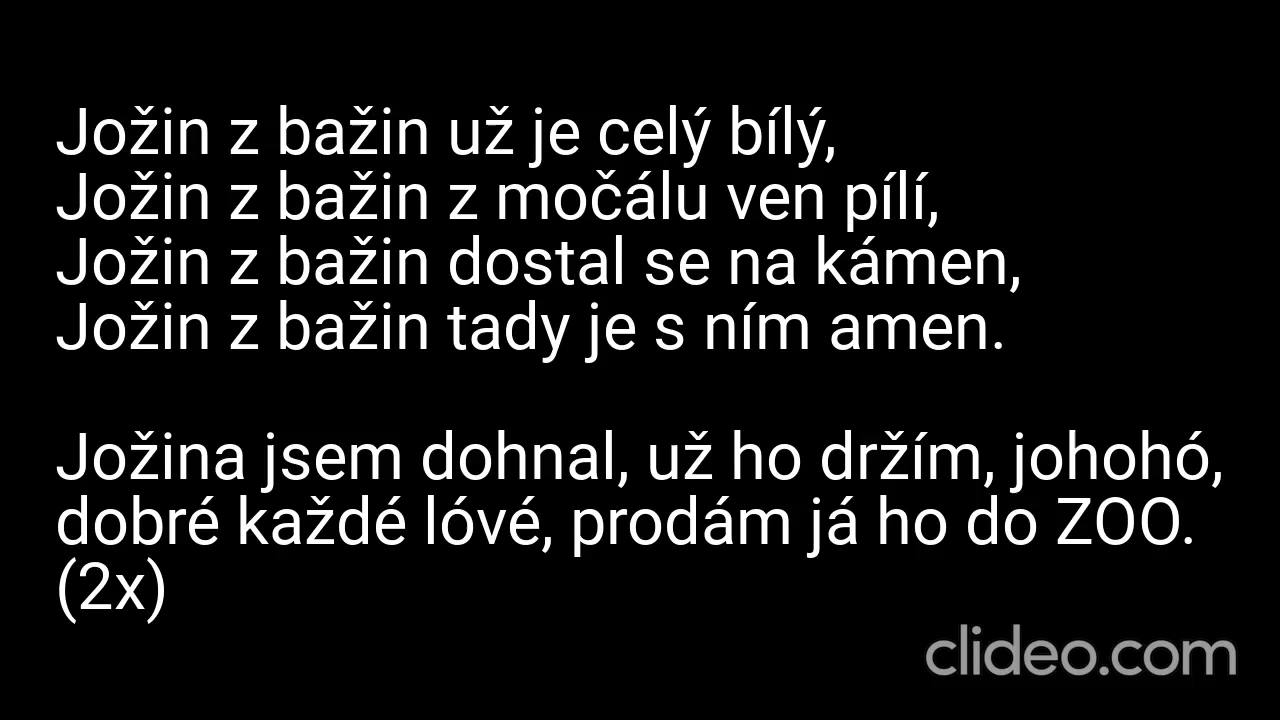 Jožin z bažin už je celý bílý,
Jožin z bažin z močálu ven pílí,
Jožin z bažin dostal se na kámen,
Jožin z bažin tady je s ním amen.
Jožina jsem dohnal, už ho držím, johohó,
dobré každé lóvé, prodám já ho do ZOO.
(2x)
clideo.com